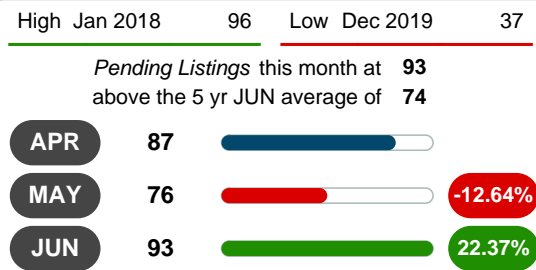 High Jan 2018 96 Low Dec 2019 37
Pending Listings this month at 93
above the 5 yr JUN average of 74
APR 87
MAY 76 -12.64%
JUN 93 22.37%